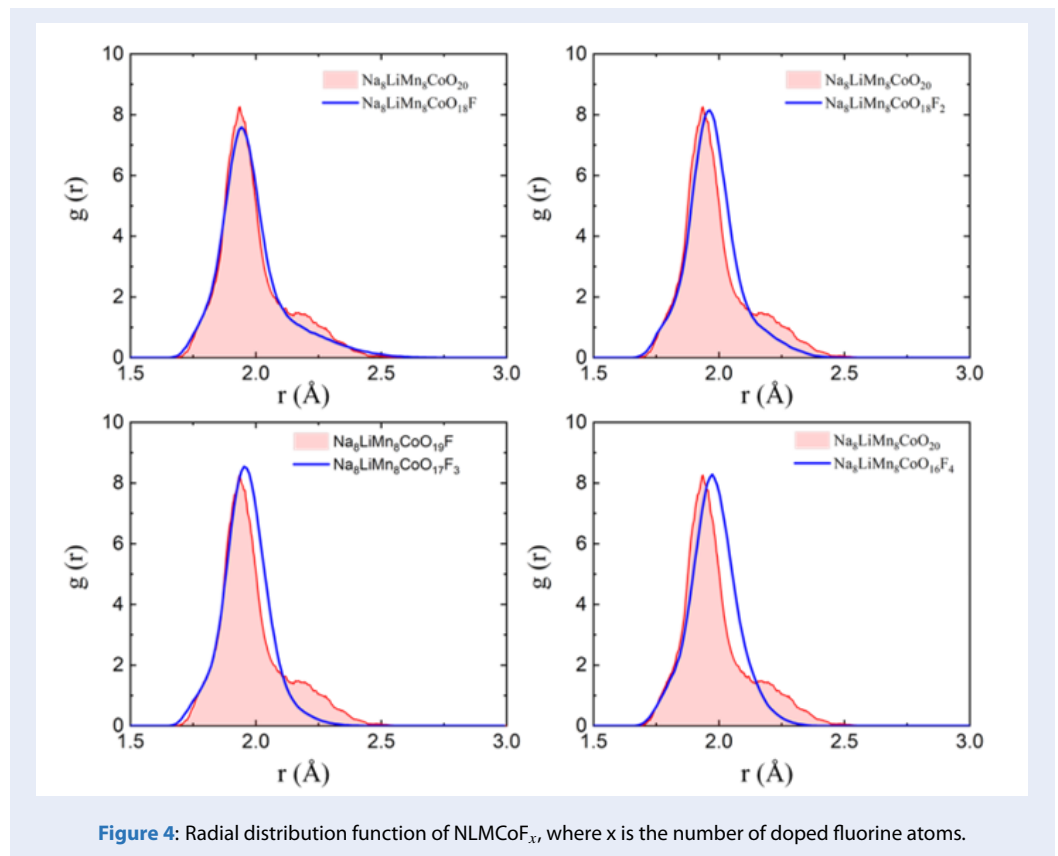 10
8
6
4
2
0
g (r)
Na₈LiMn₈CoO₂₀
Na₈LiMn₈CoO₁₈F
1.5 2.0 2.5 3.0
r (Å)
10
8
6
4
2
0
g (r)
Na₈LiMn₈CoO₂₀
Na₈LiMn₈CoO₁₈F₂
1.5 2.0 2.5 3.0
r (Å)
10
8
6
4
2
0
g (r)
Na₈LiMn₈CoO₁₉F
Na₈LiMn₈CoO₁₇F₃
1.5 2.0 2.5 3.0
r (Å)
10
8
6
4
2
0
g (r)
Na₈LiMn₈CoO₂₀
Na₈LiMn₈CoO₁₆F₄
1.5 2.0 2.5 3.0
r (Å)
Figure 4: Radial distribution function of NLMCoFₓ, where x is the number of doped fluorine atoms.